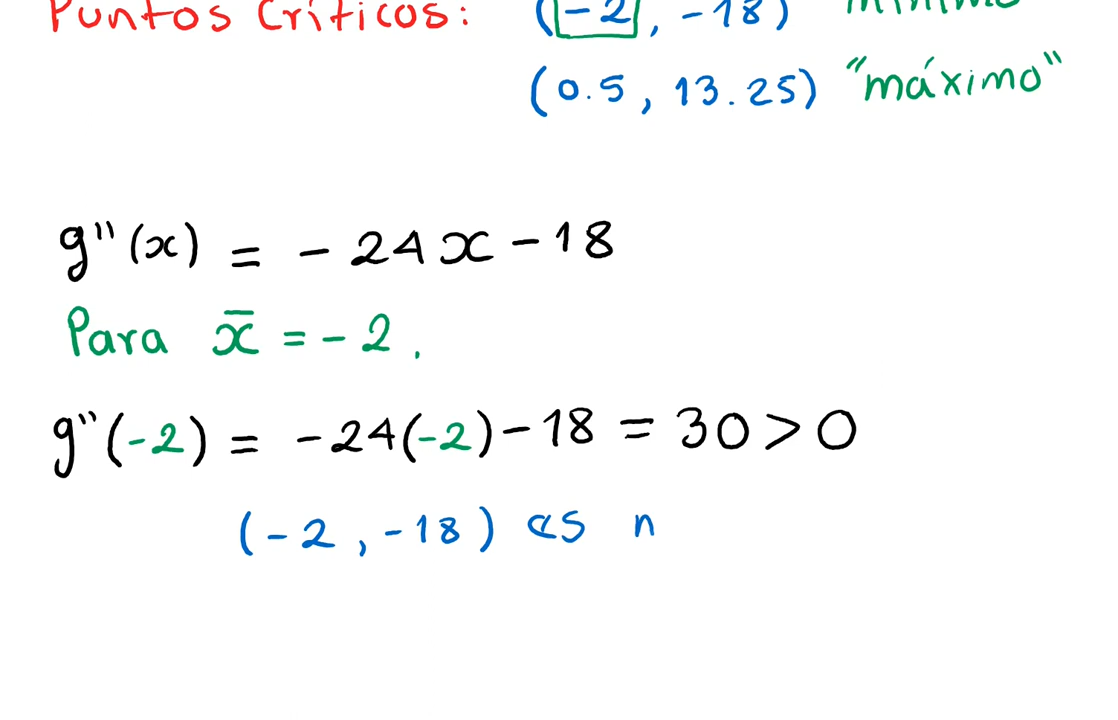 Puntos Críticos: (-2, -18) mínimo
(0.5, 13.25) "máximo"
g''(x) = -24x - 18
Para x̄ = -2.
g''(-2) = -24(-2) - 18 = 30 > 0
(-2, -18) es n